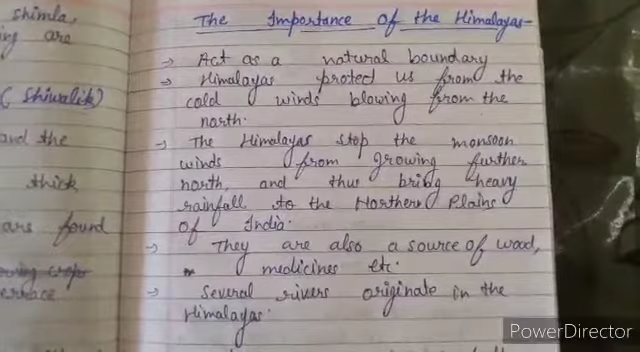 shimla,
ing are
(Shiwalik)
and the
thick
are found
terrace
The Importance of the Himalayas-
→ Act as a natural boundary
→ Himalayas protect us from the
cold winds blowing from the
north.
→ The Himalayas stop the monsoon
winds from growing further
north, and thus bring heavy
rainfall to the Northern Plains
of India.
→ They are also a source of wood,
medicines etc.
→ Several rivers originate in the
Himalayas.
PowerDirector